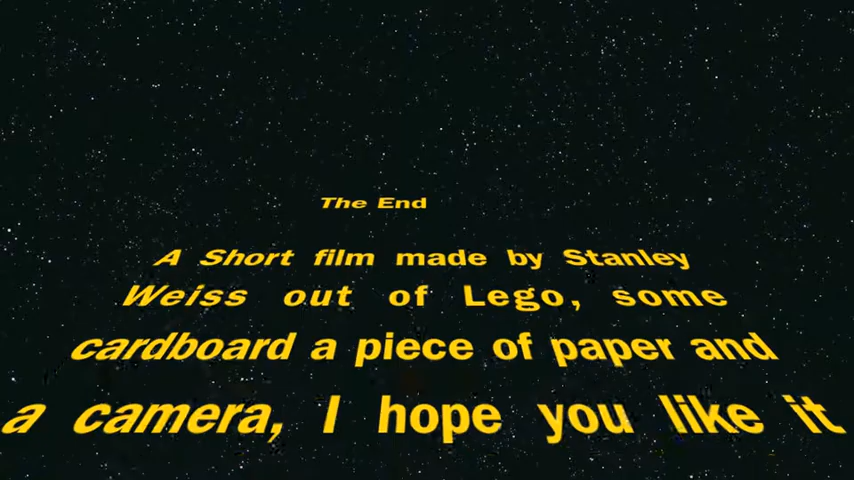 The End
A Short film made by Stanley
Weiss out of Lego, some
cardboard a piece of paper and
a camera, I hope you like it